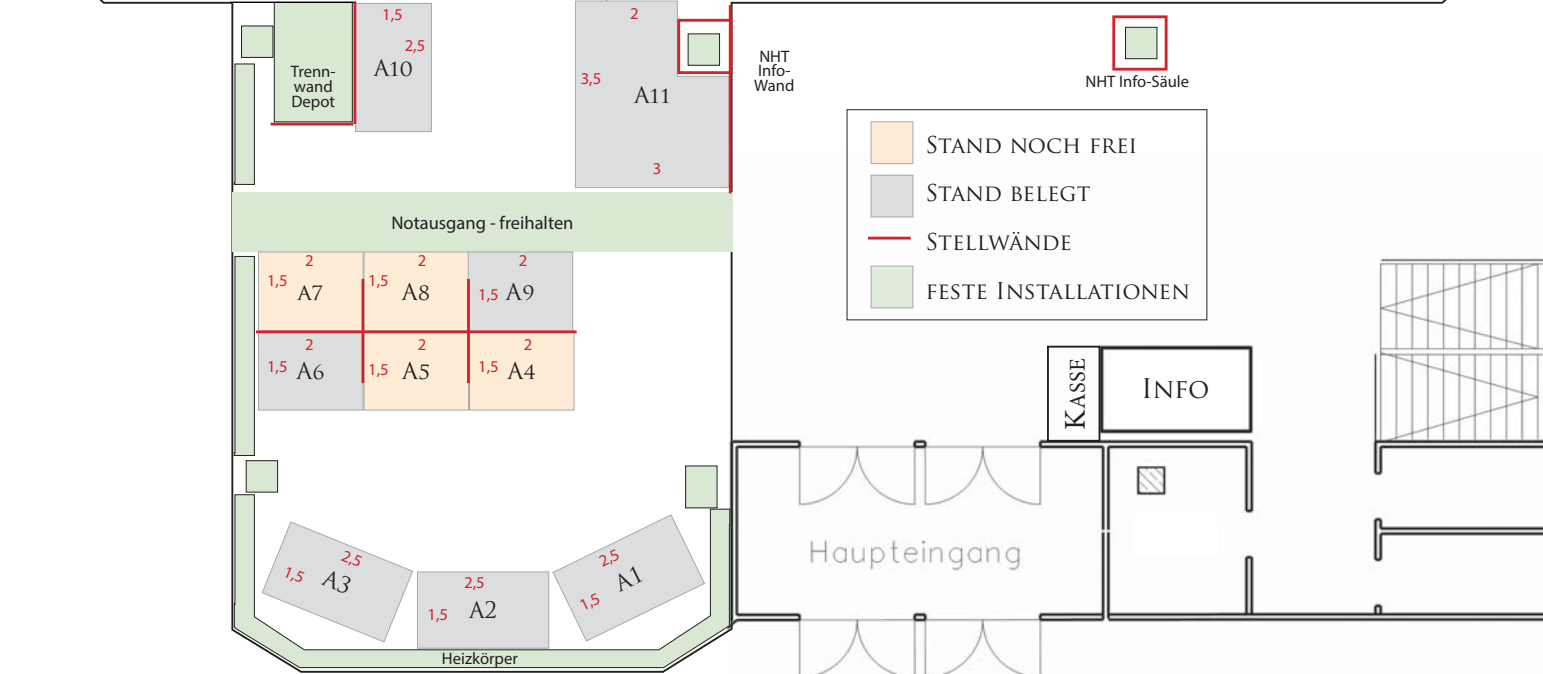 1,5
2,5
A10
Trenn-
wand
Depot
2
3,5
A11
3
NHT
Info-
Wand
NHT Info-Säule
Stand noch frei
Stand belegt
Stellwände
feste Installationen
Notausgang - freihalten
2
1,5
A7
2
1,5
A8
2
1,5
A9
2
1,5
A6
2
1,5
A5
2
1,5
A4
Kasse
Info
Haupteingang
2,5
1,5
A3
2,5
1,5
A2
2,5
1,5
A1
Heizkörper